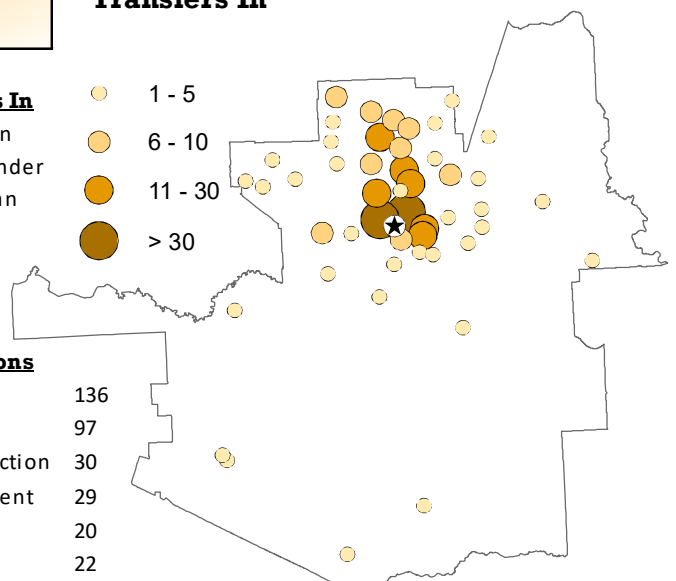 Transfers In
s In
1 - 5
n
6 - 10
nder
an
11 - 30
> 30
ons
136
97
ction 30
ent 29
20
22